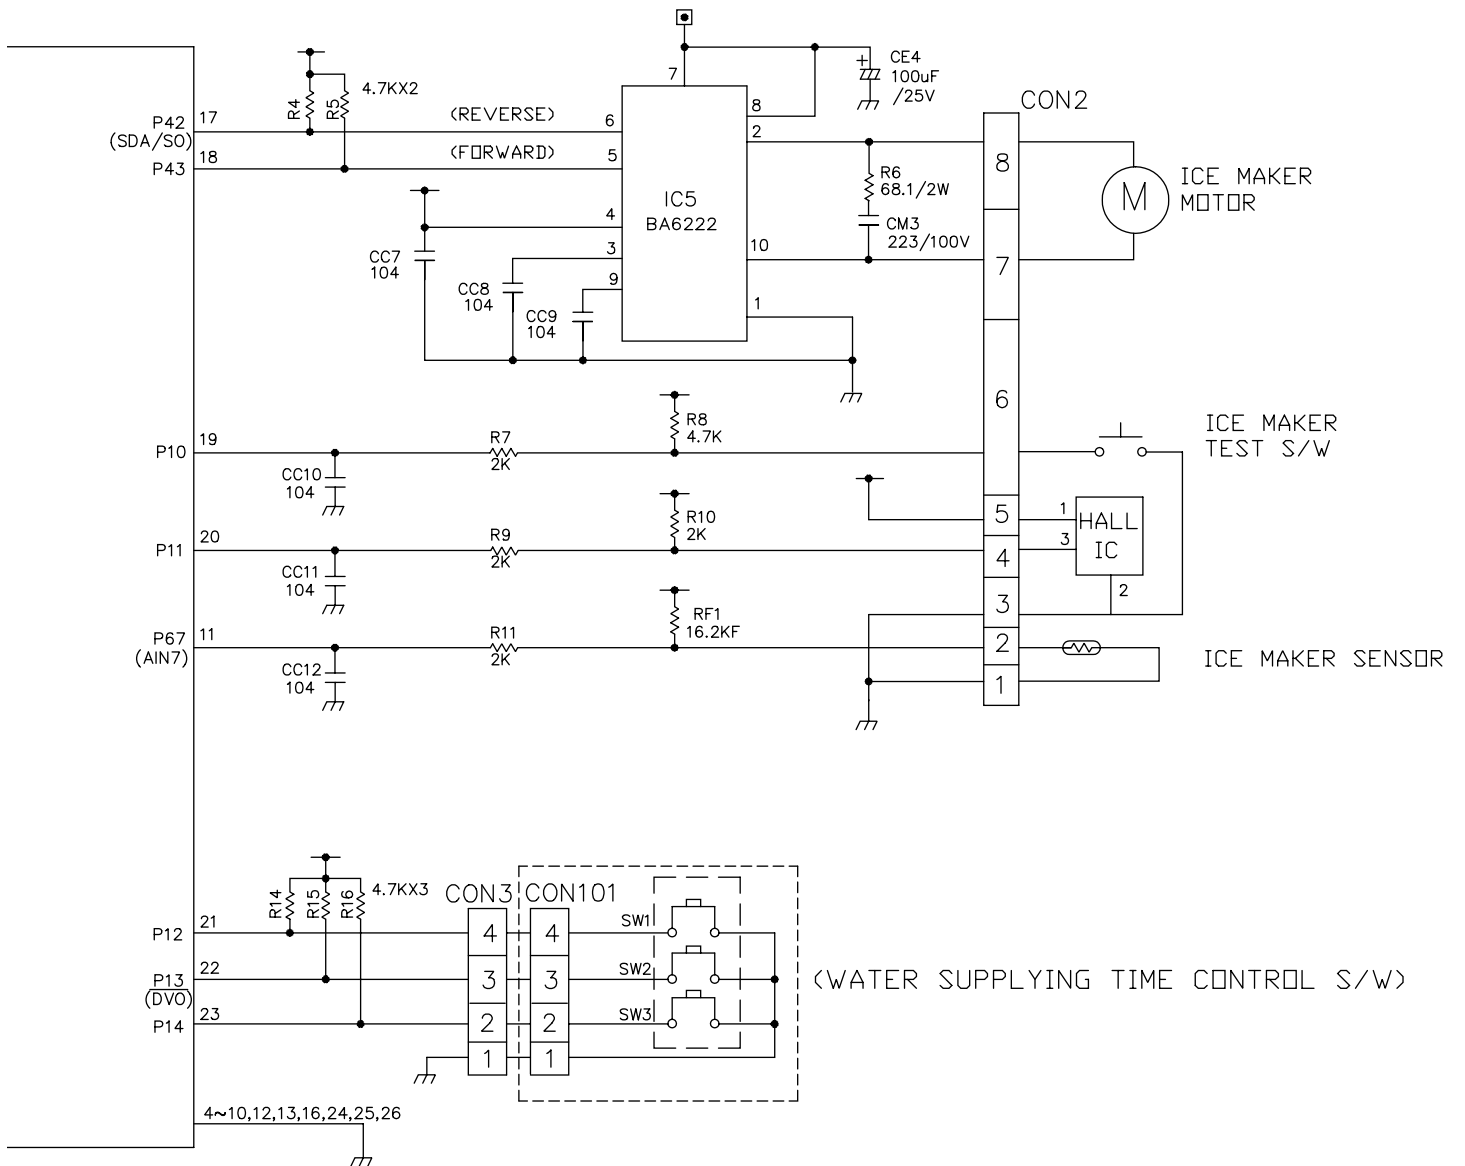 7
CE4
100uF
/25V
4.7KX2
R4
R5
8
CON2
P42
17
(REVERSE)
6
2
(SDA/SO)
(FORWARD)
5
18
P43
8
R6
68.1/2W
M
ICE MAKER
MOTOR
IC5
BA6222
4
CM3
223/100V
CC7
104
3
10
7
CC8
104
9
CC9
104
1
6
R8
4.7K
ICE MAKER
TEST S/W
P10
19
R7
2K
CC10
104
5
1
HALL
IC
R10
2K
P11
20
R9
2K
4
3
CC11
104
2
3
RF1
16.2KF
P67
11
(AIN7)
R11
2K
2
ICE MAKER SENSOR
CC12
104
1
R14
R15
R16
4.7KX3
CON3
CON101
P12
21
4
4
SW1
P13
22
(DVO)
3
3
SW2
(WATER SUPPLYING TIME CONTROL S/W)
P14
23
2
2
SW3
1
1
4~10,12,13,16,24,25,26